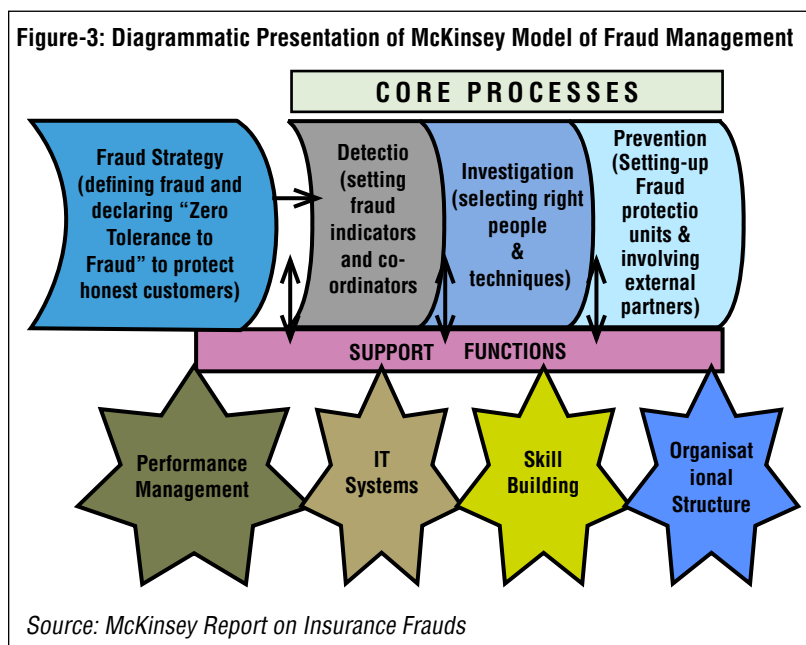 Figure-3: Diagrammatic Presentation of McKinsey Model of Fraud Management
CORE PROCESSES
Fraud Strategy
(defining fraud and
declaring “Zero
Tolerance to
Fraud” to protect
honest customers)
Detectio
(setting
fraud
indicators
and co-
ordinators
Investigation
(selecting right
people
&
techniques)
Prevention
(Setting-up
Fraud
protectio
units &
involving
external
partners)
SUPPORT FUNCTIONS
Performance
Management
IT
Systems
Skill
Building
Organisat
ional
Structure
Source: McKinsey Report on Insurance Frauds